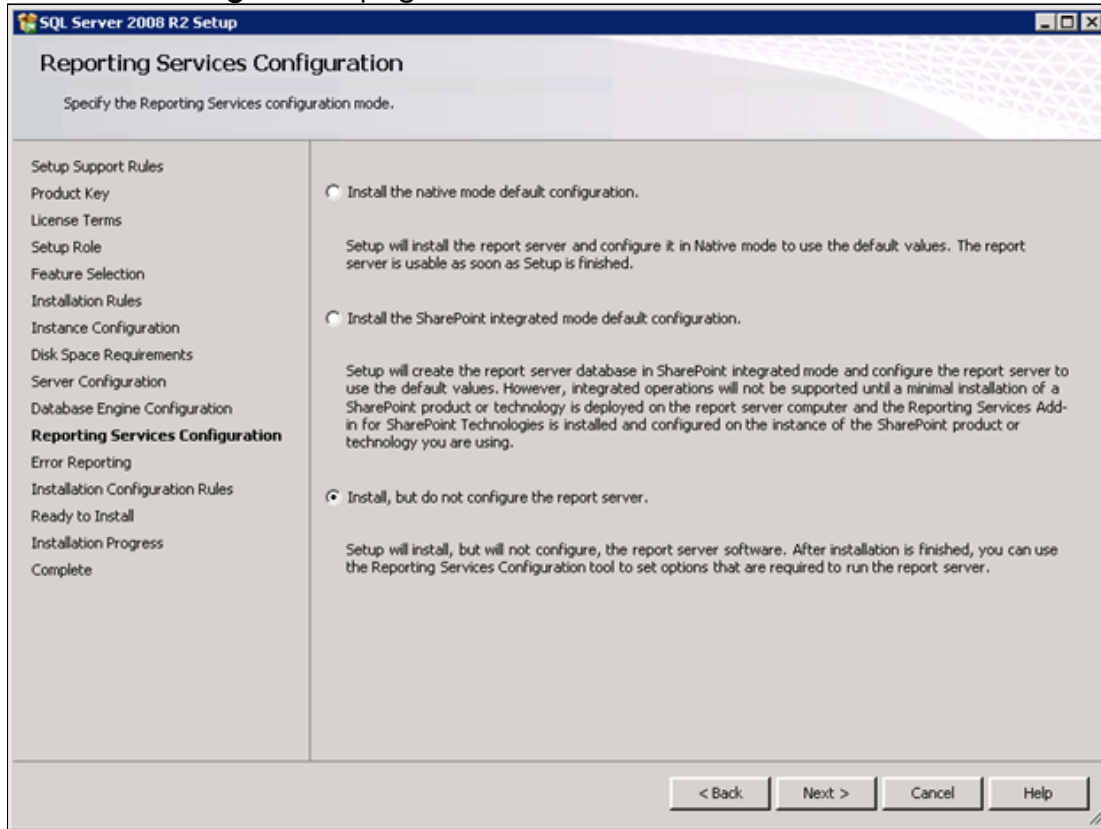 SQL Server 2008 R2 Setup
Reporting Services Configuration
Specify the Reporting Services configuration mode.
Setup Support Rules
Product Key
License Terms
Setup Role
Feature Selection
Installation Rules
Instance Configuration
Disk Space Requirements
Server Configuration
Database Engine Configuration
Reporting Services Configuration
Error Reporting
Installation Configuration Rules
Ready to Install
Installation Progress
Complete
Install the native mode default configuration.
Setup will install the report server and configure it in Native mode to use the default values. The report
server is usable as soon as Setup is finished.
Install the SharePoint integrated mode default configuration.
Setup will create the report server database in SharePoint integrated mode and configure the report server to
use the default values. However, integrated operations will not be supported until a minimal installation of a
SharePoint product or technology is deployed on the report server computer and the Reporting Services Add-
in for SharePoint Technologies is installed and configured on the instance of the SharePoint product or
technology you are using.
Install, but do not configure the report server.
Setup will install, but will not configure, the report server software. After installation is finished, you can use
the Reporting Services Configuration tool to set options that are required to run the report server.
< Back
Next >
Cancel
Help